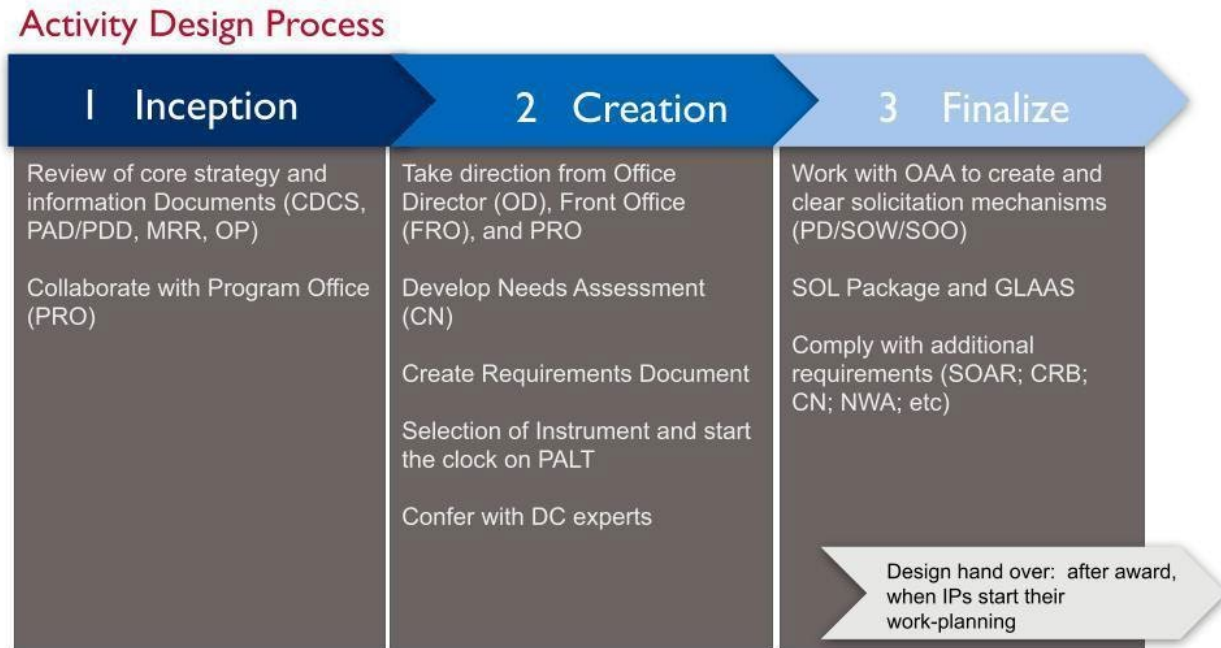 Activity Design Process
1 Inception
2 Creation
3 Finalize
Review of core strategy and
information Documents (CDCS,
PAD/PDD, MRR, OP)
Collaborate with Program Office
(PRO)
Take direction from Office
Director (OD), Front Office
(FRO), and PRO
Develop Needs Assessment
(CN)
Create Requirements Document
Selection of Instrument and start
the clock on PALT
Confer with DC experts
Work with OAA to create and
clear solicitation mechanisms
(PD/SOW/SOO)
SOL Package and GLAAS
Comply with additional
requirements (SOAR; CRB;
CN; NWA; etc)
Design hand over: after award,
when IPs start their
work-planning